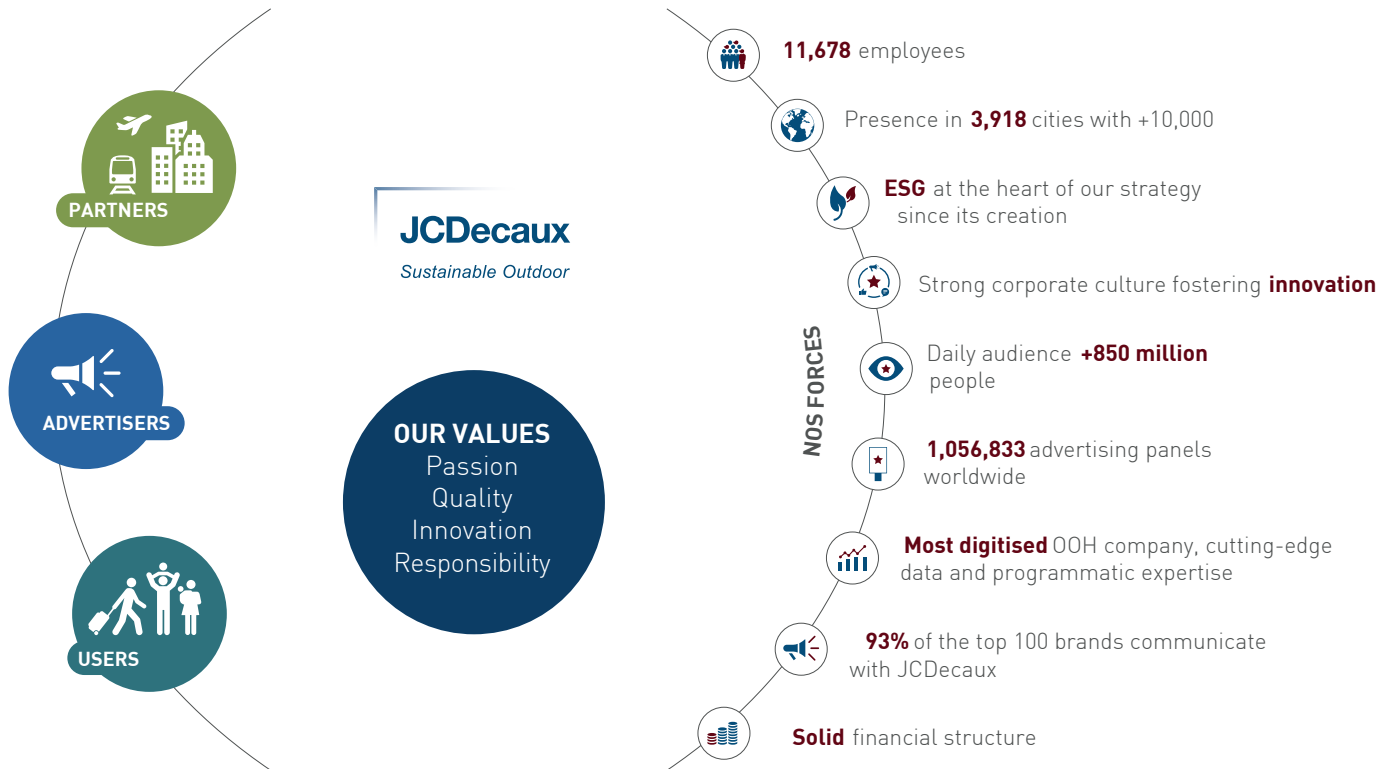 PARTNERS
ADVERTISERS
USERS
JCDecaux
Sustainable Outdoor
OUR VALUES
Passion
Quality
Innovation
Responsibility
NOS FORCES
11,678 employees
Presence in 3,918 cities with +10,000
ESG at the heart of our strategy
since its creation
Strong corporate culture fostering innovation
Daily audience +850 million
people
1,056,833 advertising panels
worldwide
Most digitised OOH company, cutting-edge
data and programmatic expertise
93% of the top 100 brands communicate
with JCDecaux
Solid financial structure